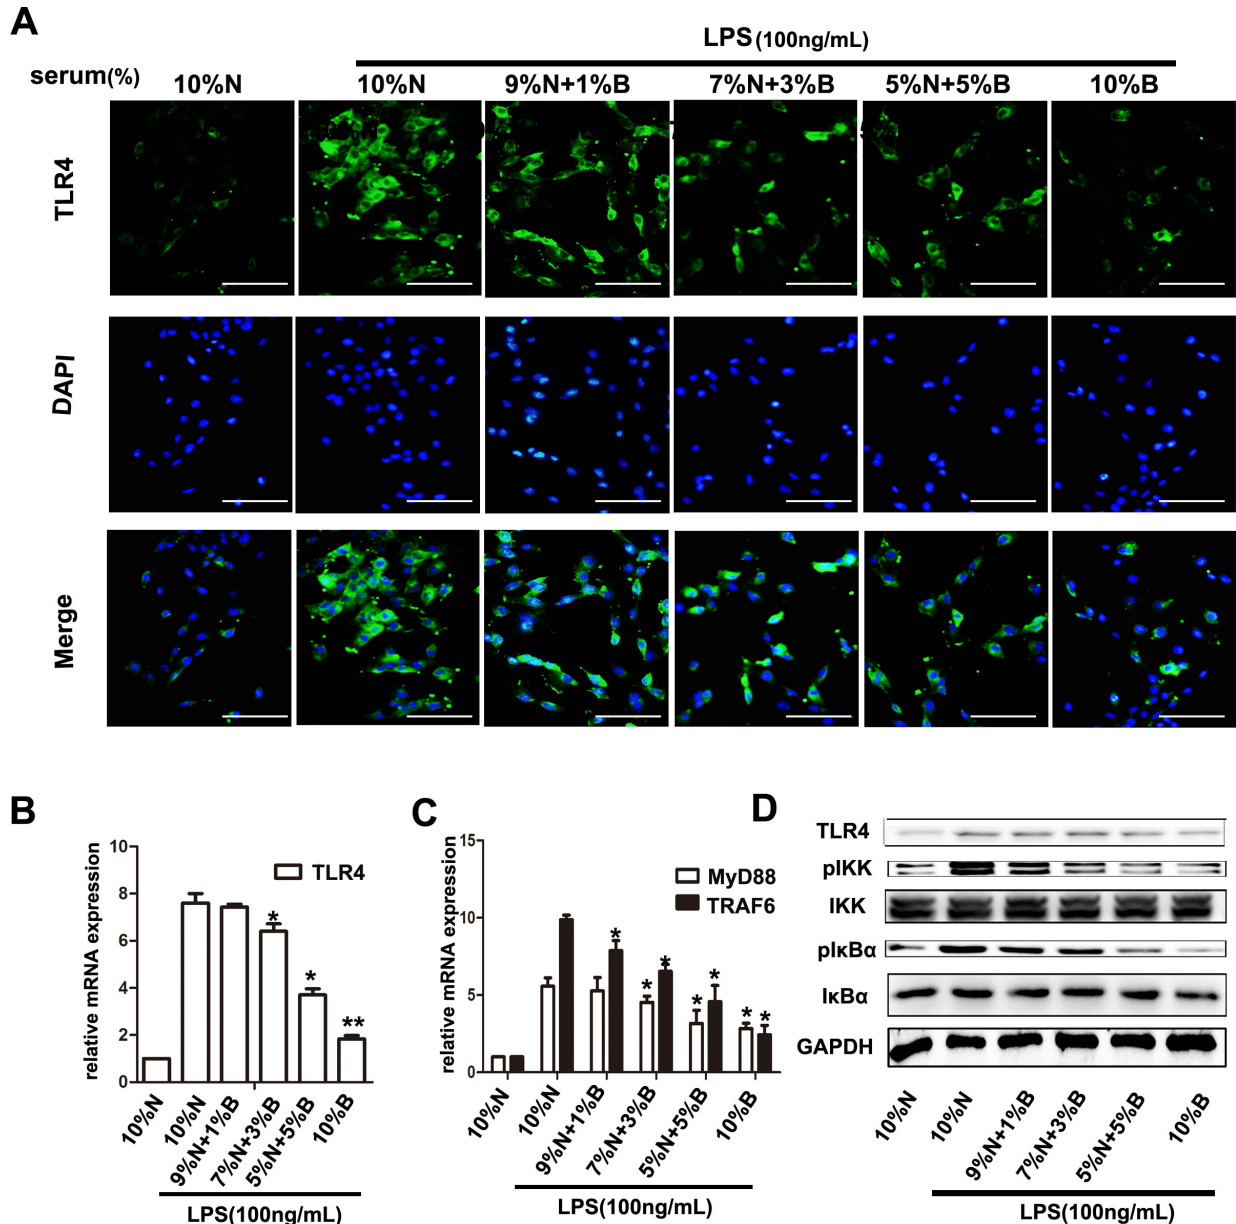 A
LPS(100ng/mL)
serum(%)
10%N
10%N
9%N+1%B
7%N+3%B
5%N+5%B
10%B
TLR4
DAPI
Merge
B
relative mRNA expression
10
8
6
4
2
0
TLR4
*
*
**
10%N
10%N
9%N+1%B
7%N+3%B
5%N+5%B
10%B
LPS(100ng/mL)
C
relative mRNA expression
15
10
5
0
MyD88
TRAF6
*
*
*
*
*
*
*
10%N
10%N
9%N+1%B
7%N+3%B
5%N+5%B
10%B
LPS(100ng/mL)
D
TLR4
pIKK
IKK
pIκBα
IκBα
GAPDH
10%N
10%N
9%N+1%B
7%N+3%B
5%N+5%B
10%B
LPS(100ng/mL)